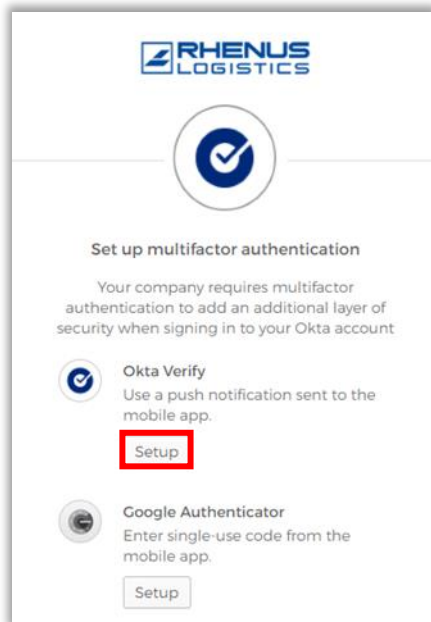 RHENUS
LOGISTICS
Set up multifactor authentication
Your company requires multifactor
authentication to add an additional layer of
security when signing in to your Okta account
Okta Verify
Use a push notification sent to the
mobile app.
Setup
Google Authenticator
Enter single-use code from the
mobile app.
Setup